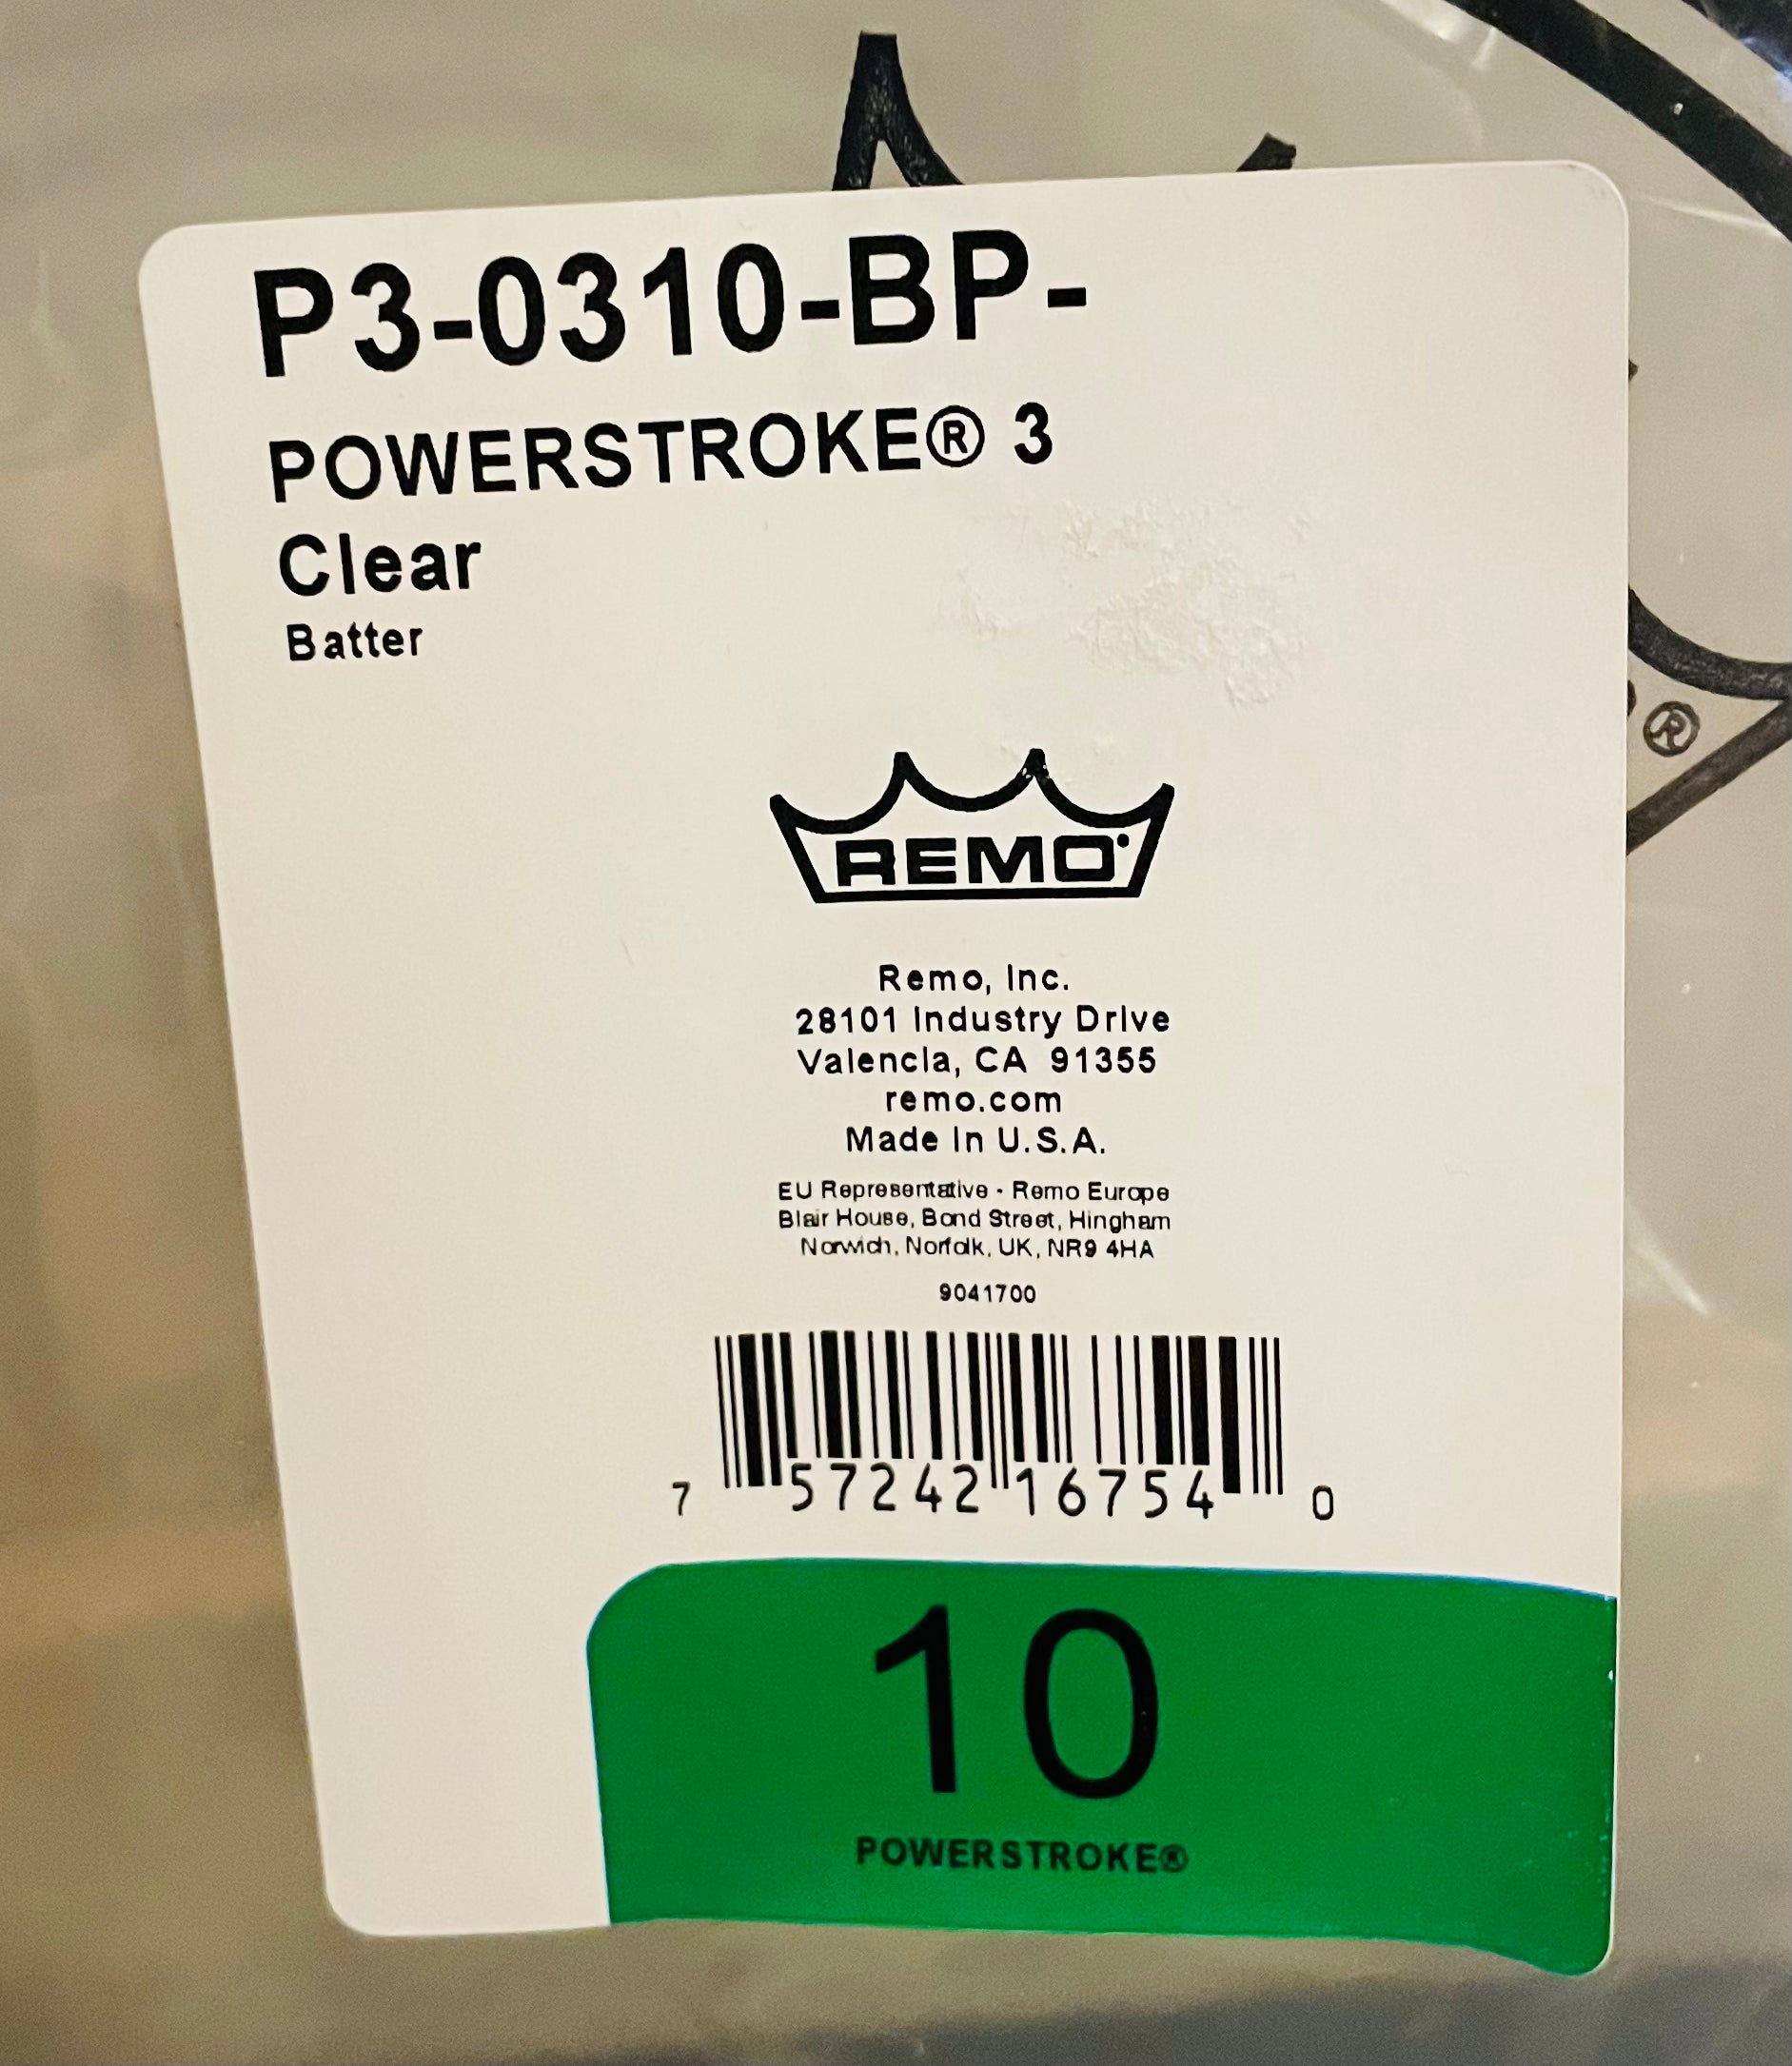 P3-0310-BP-
POWERSTROKE® 3
Clear
Batter
REMO
®
Remo, Inc.
28101 Industry Drive
Valencia, CA 91355
remo.com
Made In U.S.A.
EU Representative - Remo Europe
Blair House, Bond Street, Hingham
Norwich, Norfolk, UK, NR9 4HA
9041700
7 57242 16754 0
10
POWERSTROKE®